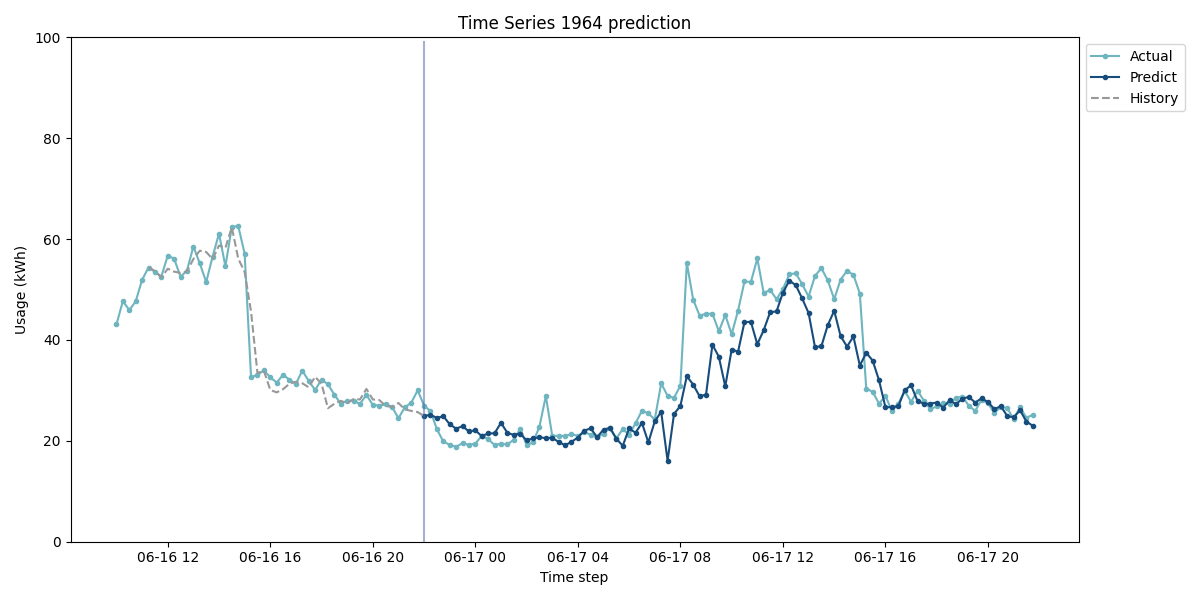 Time Series 1964 prediction
100
80
60
40
20
0
Usage (kWh)
06-16 12
06-16 16
06-16 20
06-17 00
06-17 04
06-17 08
06-17 12
06-17 16
06-17 20
Time step
Actual
Predict
History